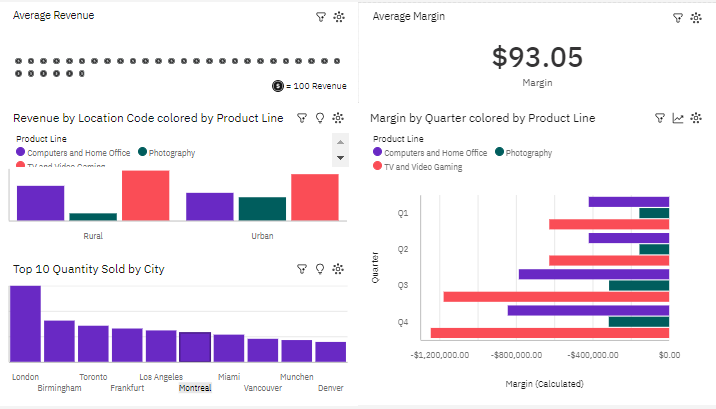 Average Revenue
= 100 Revenue
Average Margin
$93.05
Margin
Revenue by Location Code colored by Product Line
Product Line
Computers and Home Office
Photography
TV and Video Gaming
Rural
Urban
Top 10 Quantity Sold by City
London
Toronto
Los Angeles
Miami
Munchen
Birmingham
Frankfurt
Montreal
Vancouver
Denver
Margin by Quarter colored by Product Line
Product Line
Computers and Home Office
Photography
TV and Video Gaming
Quarter
Q1
Q2
Q3
Q4
-$1,200,000.00
-$800,000.00
-$400,000.00
$0.00
Margin (Calculated)